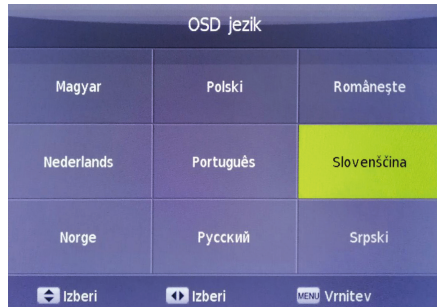 OSD jezik
Magyar Polski Românește
Nederlands Português Slovenščina
Norge Русский Srpski
Izberi Izberi MENU Vrnitev